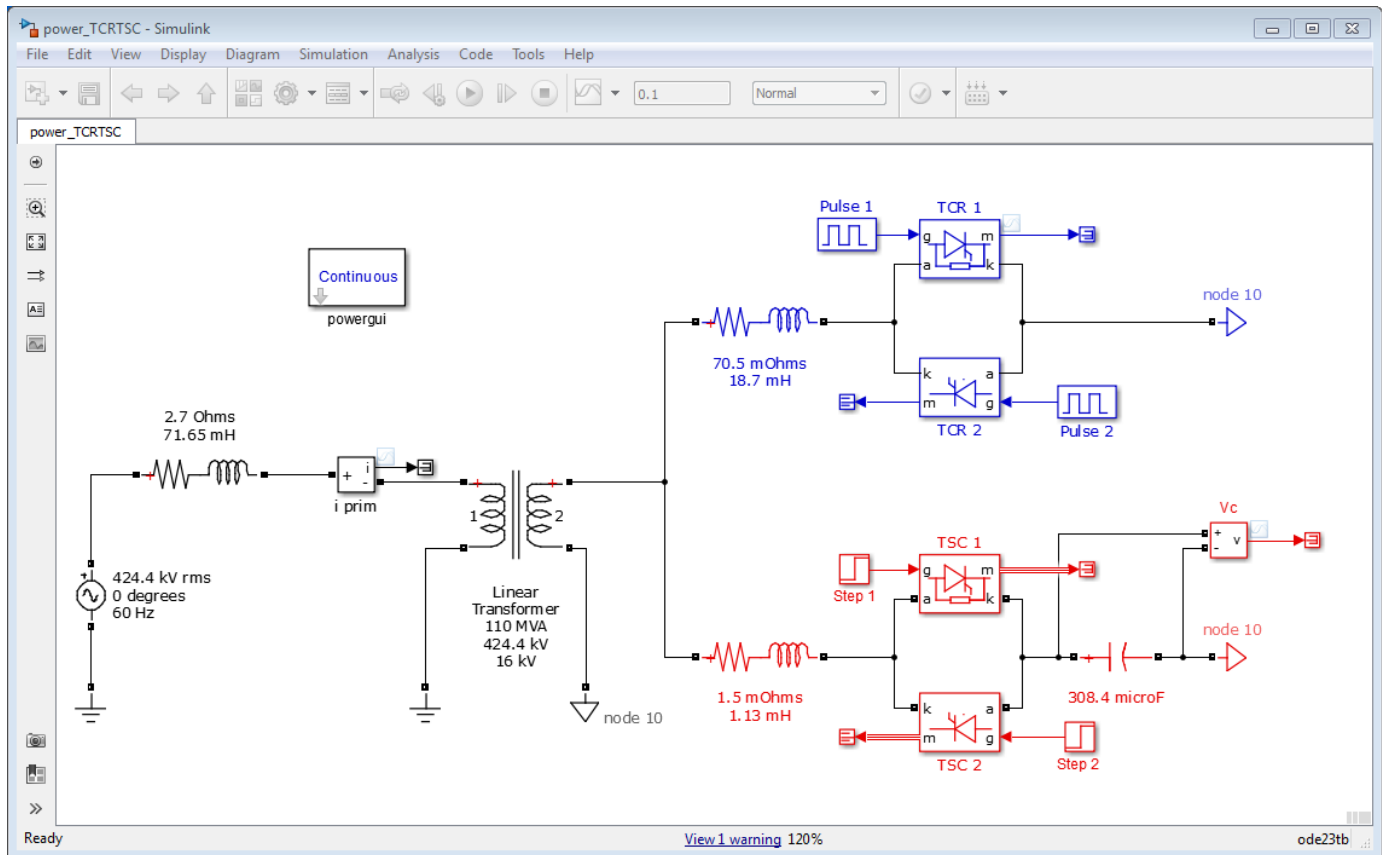 power_TCRTSC - Simulink
File Edit View Display Diagram Simulation Analysis Code Tools Help
0.1 Normal
power_TCRTSC
Continuous
powergui
2.7 Ohms
71.65 mH
+ i -
i prim
424.4 kV rms
0 degrees
60 Hz
1 2
Linear
Transformer
110 MVA
424.4 kV
16 kV
node 10
Pulse 1
TCR 1
g m
a k
node 10
70.5 mOhms
18.7 mH
k a
m g
TCR 2
Pulse 2
Vc
+ v -
TSC 1
g m
a k
Step 1
node 10
1.5 mOhms
1.13 mH
308.4 microF
k a
m g
TSC 2
Step 2
Ready View 1 warning 120% ode23tb